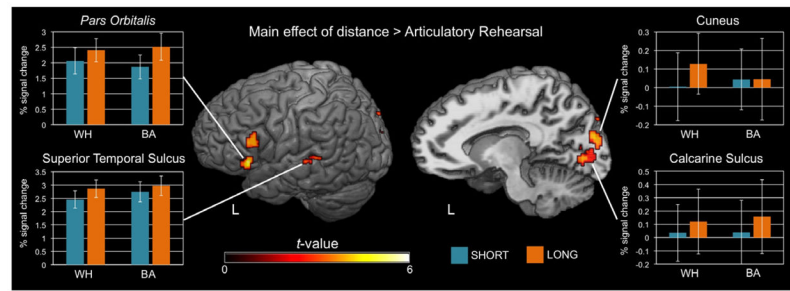 Main effect of distance > Articulatory Rehearsal
Pars Orbitalis
% signal change
3
2.5
2
1.5
1
0.5
0
WH BA
Superior Temporal Sulcus
% signal change
3.5
3
2.5
2
1.5
1
0.5
0
WH BA
L
L
t-value
0 6
SHORT LONG
Cuneus
% signal change
0.3
0.2
0.1
0
-0.1
-0.2
WH BA
Calcarine Sulcus
% signal change
0.5
0.4
0.3
0.2
0.1
0
-0.1
-0.2
WH BA